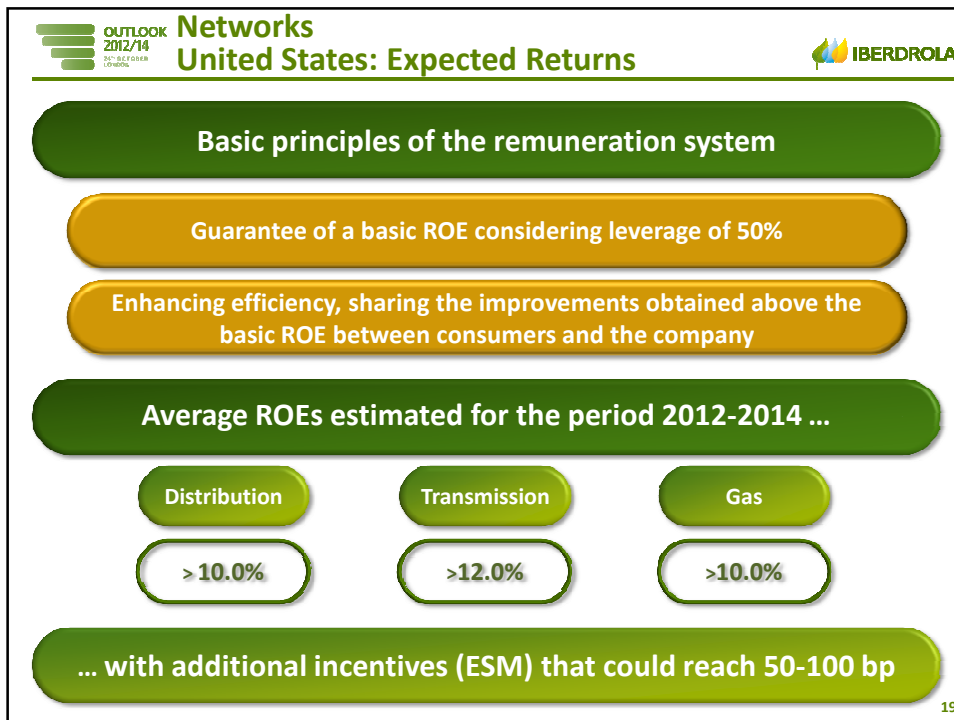 OUTLOOK
2012/14
24TH OCTOBER
LONDON
Networks
United States: Expected Returns
IBERDROLA
Basic principles of the remuneration system
Guarantee of a basic ROE considering leverage of 50%
Enhancing efficiency, sharing the improvements obtained above the
basic ROE between consumers and the company
Average ROEs estimated for the period 2012-2014 ...
Distribution
Transmission
Gas
> 10.0%
>12.0%
>10.0%
... with additional incentives (ESM) that could reach 50-100 bp
19